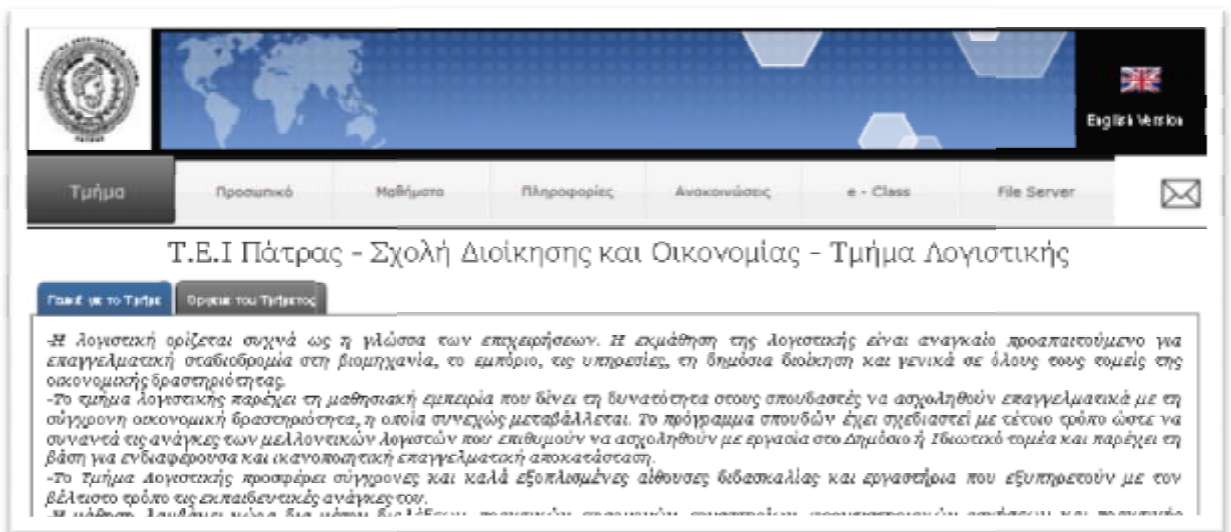 English Version
Τμήμα Προσωπικό Μαθήματα Πληροφορίες Ανακοινώσεις e - Class File Server
Τ.Ε.Ι Πάτρας - Σχολή Διοίκησης και Οικονομίας - Τμήμα Λογιστικής
Γενικά για το Τμήμα Όργανα του Τμήματος
-Η λογιστική ορίζεται συχνά ως η γλώσσα των επιχειρήσεων. Η εκμάθηση της λογιστικής είναι αναγκαίο προαπαιτούμενο για
επαγγελματική σταδιοδρομία στη βιομηχανία, το εμπόριο, τις υπηρεσίες, τη δημόσια διοίκηση και γενικά σε όλους τους τομείς της
οικονομικής δραστηριότητας.
-Το τμήμα λογιστικής παρέχει τη μαθησιακή εμπειρία που δίνει τη δυνατότητα στους σπουδαστές να ασχοληθούν επαγγελματικά με τη
σύγχρονη οικονομική δραστηριότητα, η οποία συνεχώς μεταβάλλεται. Το πρόγραμμα σπουδών έχει σχεδιαστεί με τέτοιο τρόπο ώστε να
συναντά τις ανάγκες των μελλοντικών λογιστών που επιθυμούν να ασχοληθούν με εργασία στο Δημόσιο ή Ιδιωτικό τομέα και παρέχει τη
βάση για ενδιαφέρουσα και ικανοποιητική επαγγελματική αποκατάσταση.
-Το Τμήμα Λογιστικής προσφέρει σύγχρονες και καλά εξοπλισμένες αίθουσες διδασκαλίας και εργαστήρια που εξυπηρετούν με τον
βέλτιστο τρόπο τις εκπαιδευτικές ανάγκες του.